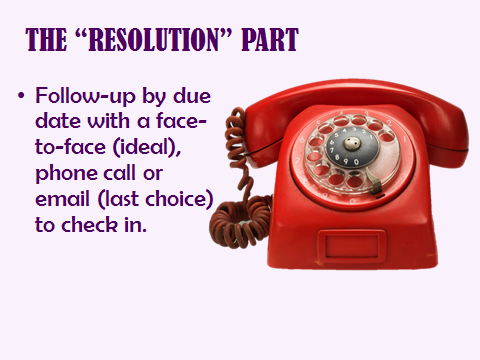 THE “RESOLUTION” PART
• Follow-up by due
date with a face-
to-face (ideal),
phone call or
email (last choice)
to check in.